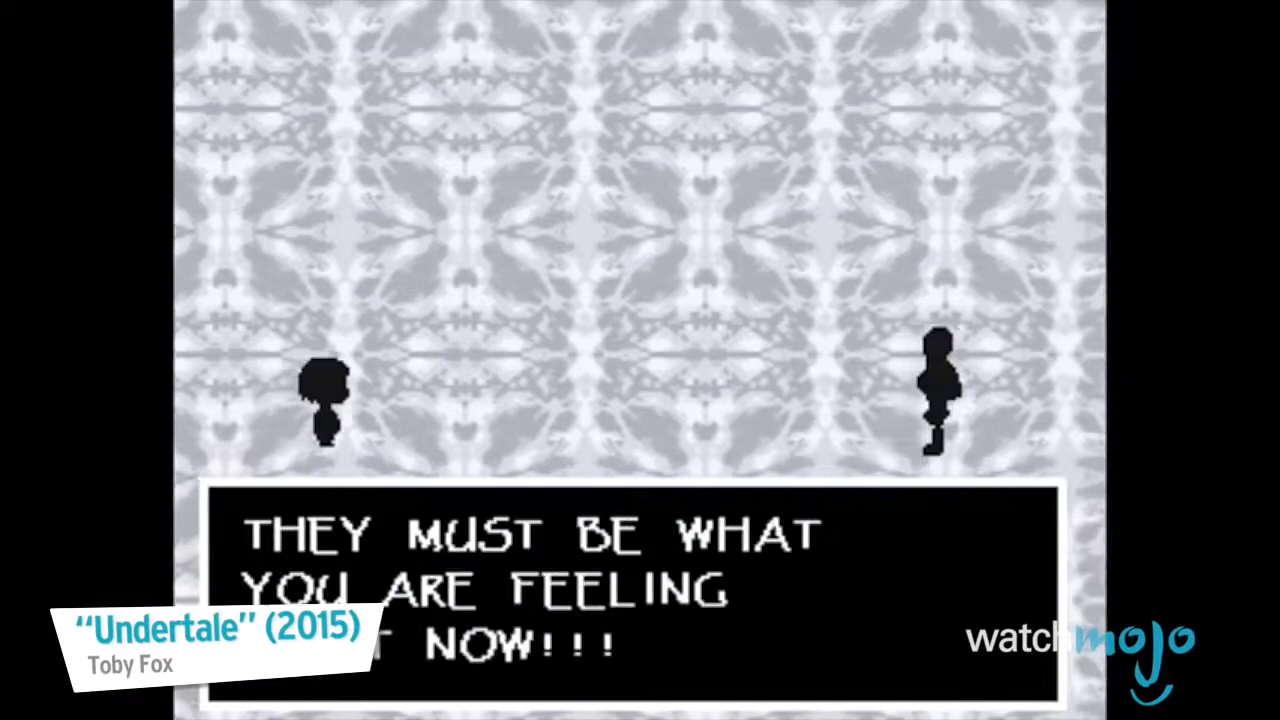 THEY MUST BE WHAT
YOU ARE FEELING
T NOW!!!
“Undertale” (2015)
Toby Fox
watchmojo